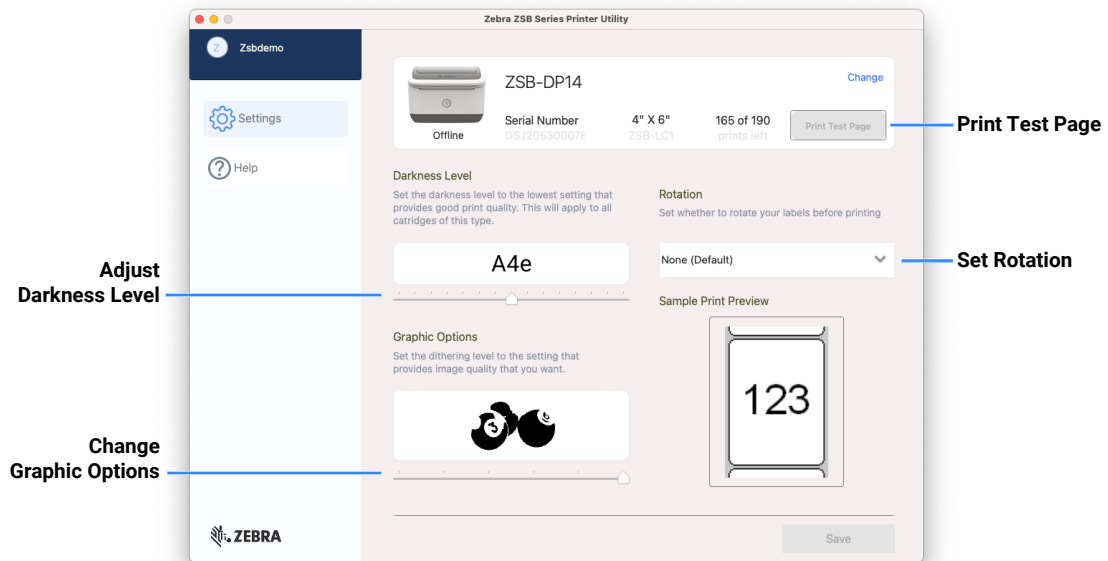 Zebra ZSB Series Printer Utility
Z
Zsbdemo
Settings
Help
ZSB-DP14
Change
Offline
Serial Number
DSJ20530007
4" X 6"
ZSB-LC1
165 of 190
prints left
Print Test Page
Print Test Page
Darkness Level
Set the darkness level to the lowest setting that
provides good print quality. This will apply to all
catridges of this type.
A4e
Adjust
Darkness Level
Rotation
Set whether to rotate your labels before printing
None (Default)
Set Rotation
Graphic Options
Set the dithering level to the setting that
provides image quality that you want.
3
Change
Graphic Options
Sample Print Preview
123
ZEBRA
Save